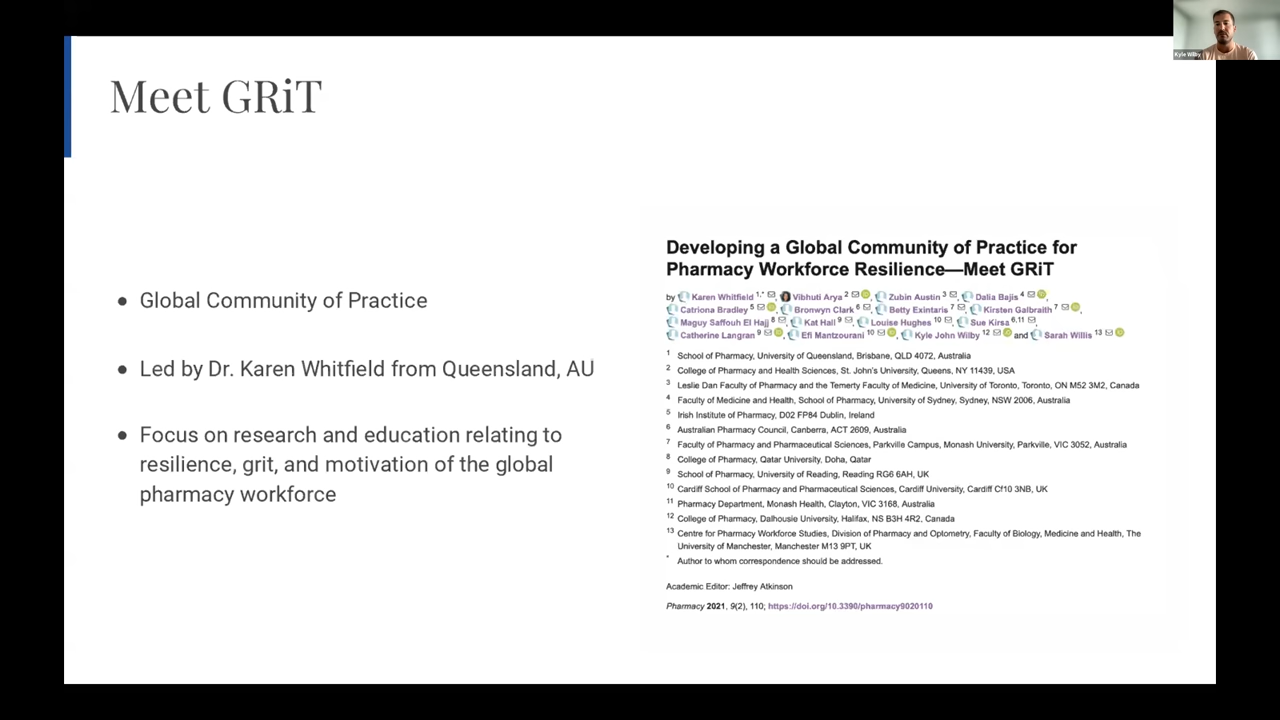 Kyle Wilby
Meet GRiT
• Global Community of Practice
• Led by Dr. Karen Whitfield from Queensland, AU
• Focus on research and education relating to
resilience, grit, and motivation of the global
pharmacy workforce
Developing a Global Community of Practice for
Pharmacy Workforce Resilience—Meet GRiT
by Karen Whitfield 1,*, Vibhuti Arya 2, Zubin Austin 3, Dalia Bajis 4,
Catriona Bradley 5, Bronwyn Clark 6, Betty Exintaris 7, Kirsten Galbraith 7,
Maguy Saffouh El Hajj 8, Kat Hall 9, Louise Hughes 10, Sue Kirsa 6,11,
Catherine Langran 9, Efi Mantzourani 10, Kyle John Wilby 12 and Sarah Willis 13
1 School of Pharmacy, University of Queensland, Brisbane, QLD 4072, Australia
2 College of Pharmacy and Health Sciences, St. John's University, Queens, NY 11439, USA
3 Leslie Dan Faculty of Pharmacy and the Temerty Faculty of Medicine, University of Toronto, Toronto, ON M52 3M2, Canada
4 Faculty of Medicine and Health, School of Pharmacy, University of Sydney, Sydney, NSW 2006, Australia
5 Irish Institute of Pharmacy, D02 FP84 Dublin, Ireland
6 Australian Pharmacy Council, Canberra, ACT 2609, Australia
7 Faculty of Pharmacy and Pharmaceutical Sciences, Parkville Campus, Monash University, Parkville, VIC 3052, Australia
8 College of Pharmacy, Qatar University, Doha, Qatar
9 School of Pharmacy, University of Reading, Reading RG6 6AH, UK
10 Cardiff School of Pharmacy and Pharmaceutical Sciences, Cardiff University, Cardiff Cf10 3NB, UK
11 Pharmacy Department, Monash Health, Clayton, VIC 3168, Australia
12 College of Pharmacy, Dalhousie University, Halifax, NS B3H 4R2, Canada
13 Centre for Pharmacy Workforce Studies, Division of Pharmacy and Optometry, Faculty of Biology, Medicine and Health, The
University of Manchester, Manchester M13 9PT, UK
* Author to whom correspondence should be addressed.
Academic Editor: Jeffrey Atkinson
Pharmacy 2021, 9(2), 110; https://doi.org/10.3390/pharmacy9020110